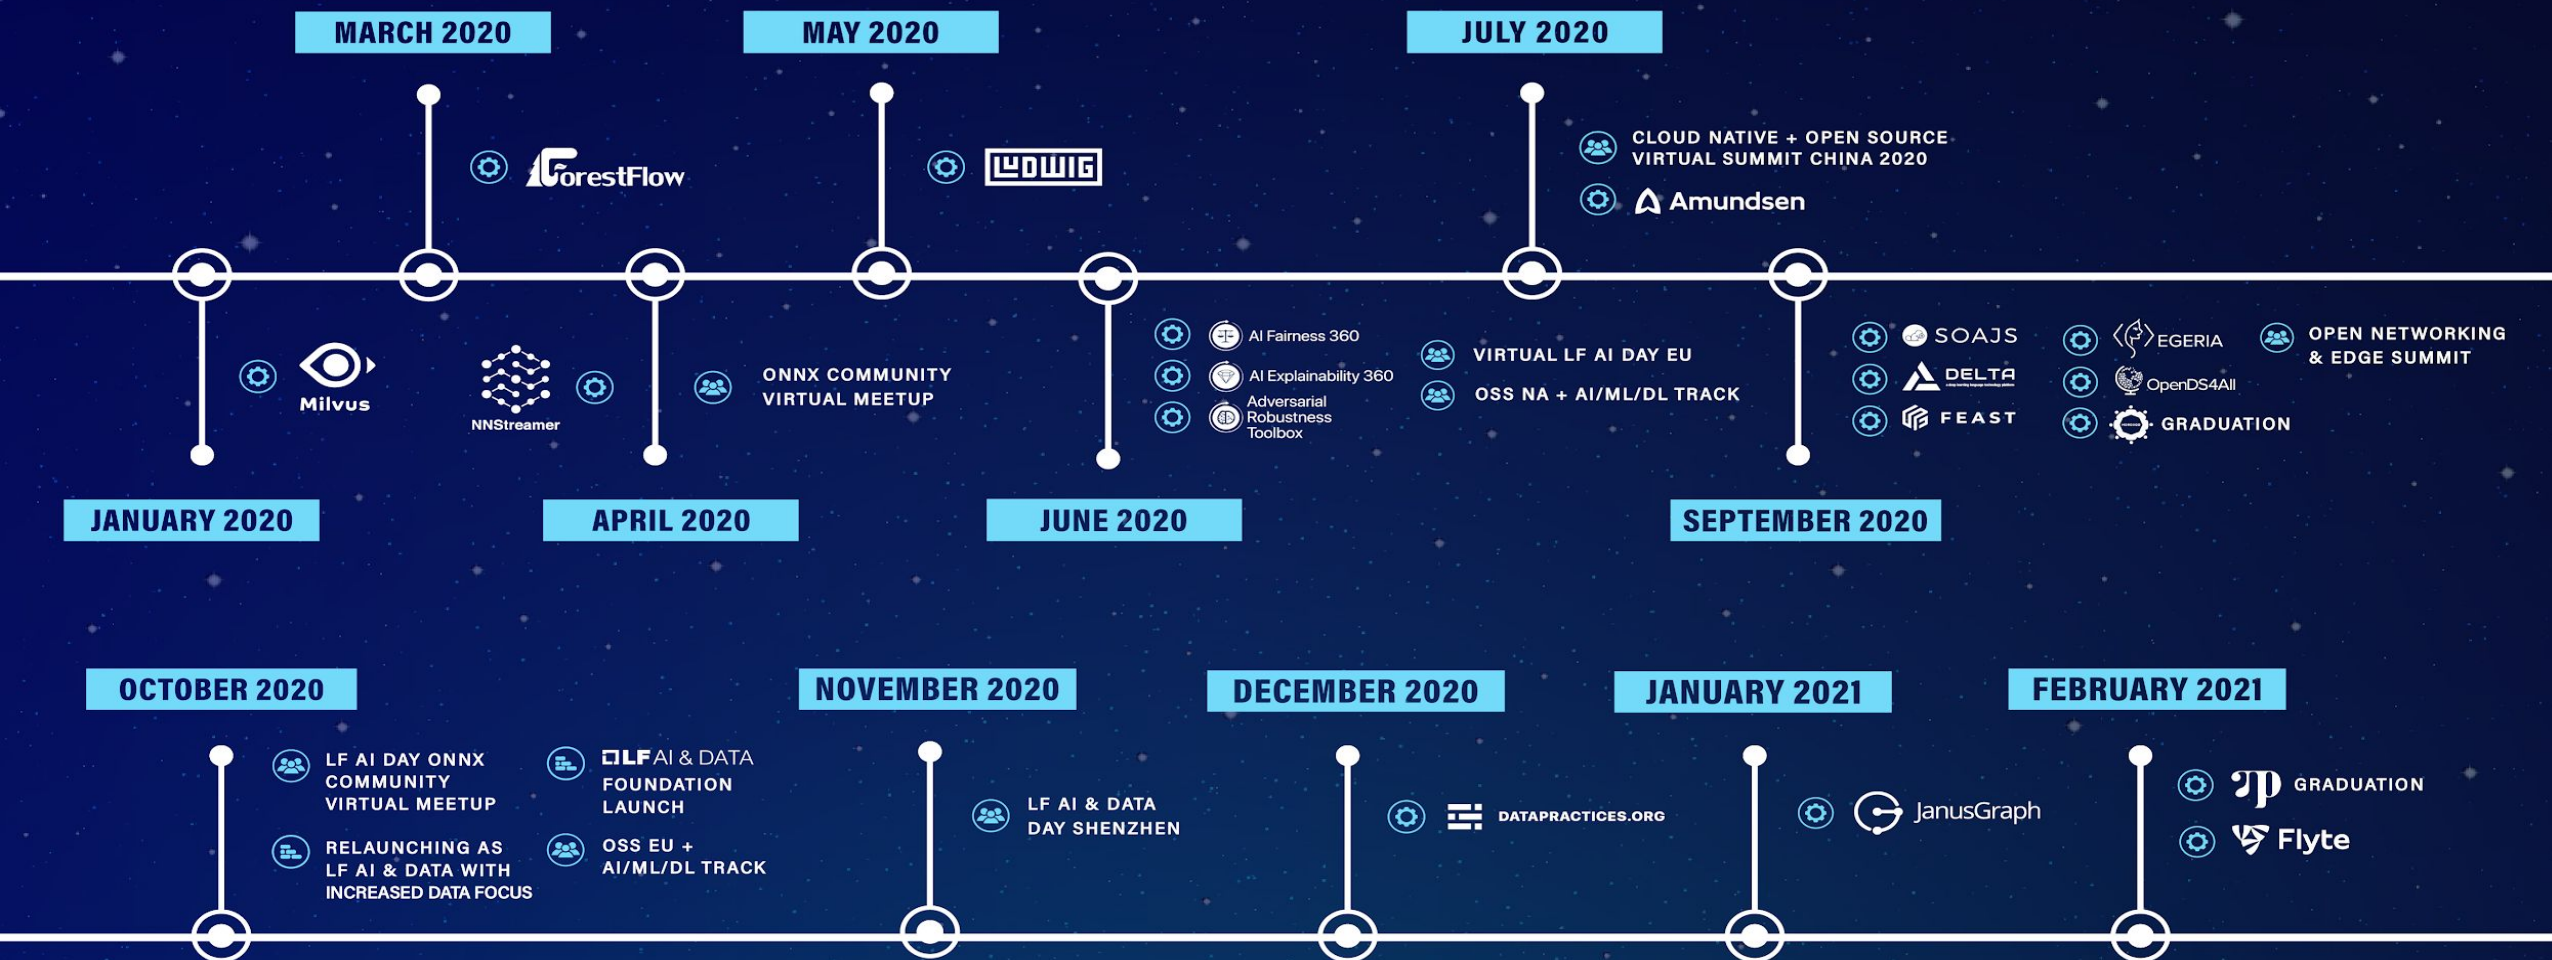 MARCH 2020
MAY 2020
JULY 2020
ForestFlow
LUDWIG
CLOUD NATIVE + OPEN SOURCE
VIRTUAL SUMMIT CHINA 2020
Amundsen
Milvus
NNStreamer
ONNX COMMUNITY
VIRTUAL MEETUP
AI Fairness 360
AI Explainability 360
Adversarial
Robustness
Toolbox
VIRTUAL LF AI DAY EU
OSS NA + AI/ML/DL TRACK
SOAJS
DELTA
FEAST
EGERIA
OpenDS4All
GRADUATION
OPEN NETWORKING
& EDGE SUMMIT
JANUARY 2020
APRIL 2020
JUNE 2020
SEPTEMBER 2020
OCTOBER 2020
NOVEMBER 2020
DECEMBER 2020
JANUARY 2021
FEBRUARY 2021
LF AI DAY ONNX
COMMUNITY
VIRTUAL MEETUP
RELAUNCHING AS
LF AI & DATA WITH
INCREASED DATA FOCUS
LF AI & DATA
FOUNDATION
LAUNCH
OSS EU +
AI/ML/DL TRACK
LF AI & DATA
DAY SHENZHEN
DATAPRACTICES.ORG
JanusGraph
GRADUATION
Flyte